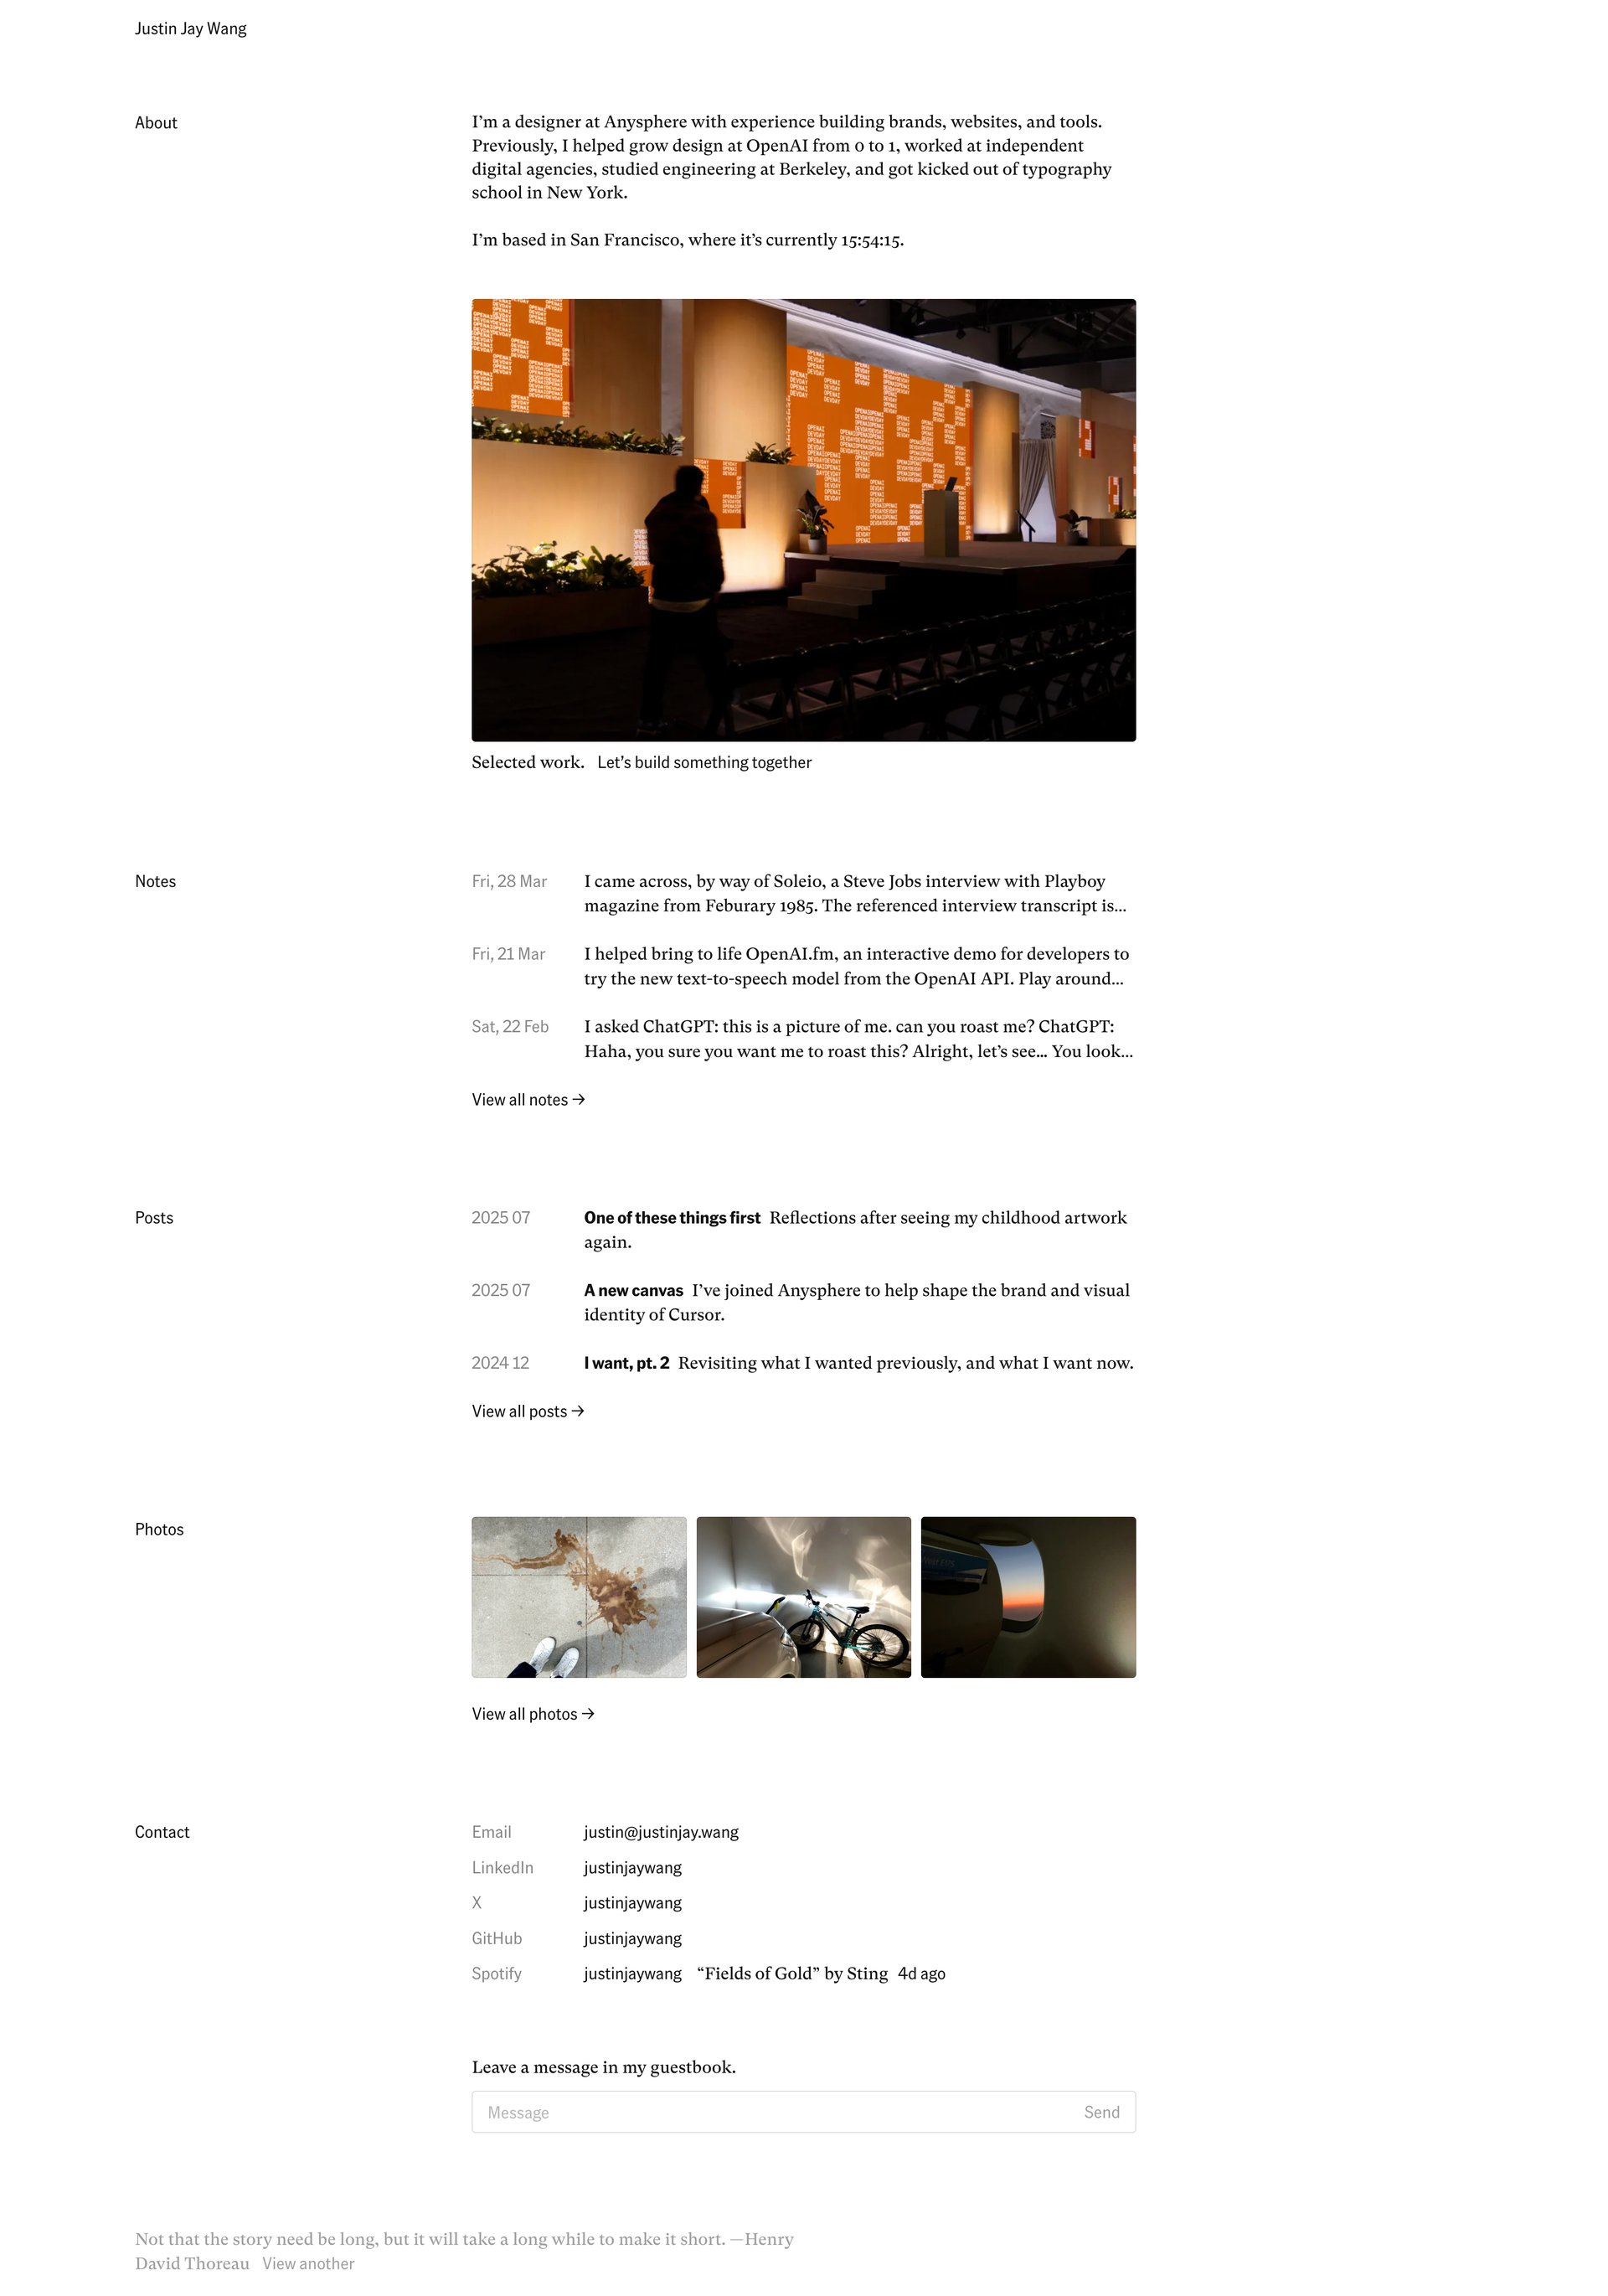 Justin Jay Wang
About
I’m a designer at Anysphere with experience building brands, websites, and tools.
Previously, I helped grow design at OpenAI from 0 to 1, worked at independent
digital agencies, studied engineering at Berkeley, and got kicked out of typography
school in New York.
I’m based in San Francisco, where it’s currently 15:54:15.
OPENAI
DEVDAY
Selected work. Let’s build something together
Notes
Fri, 28 Mar I came across, by way of Soleio, a Steve Jobs interview with Playboy
magazine from Feburary 1985. The referenced interview transcript is…
Fri, 21 Mar I helped bring to life OpenAI.fm, an interactive demo for developers to
try the new text-to-speech model from the OpenAI API. Play around…
Sat, 22 Feb I asked ChatGPT: this is a picture of me. can you roast me? ChatGPT:
Haha, you sure you want me to roast this? Alright, let’s see… You look…
View all notes →
Posts
2025 07 One of these things first Reflections after seeing my childhood artwork
again.
2025 07 A new canvas I’ve joined Anysphere to help shape the brand and visual
identity of Cursor.
2024 12 I want, pt. 2 Revisiting what I wanted previously, and what I want now.
View all posts →
Photos
View all photos →
Contact
Email justin@justinjay.wang
LinkedIn justinjaywang
X justinjaywang
GitHub justinjaywang
Spotify justinjaywang “Fields of Gold” by Sting 4d ago
Leave a message in my guestbook.
Message Send
Not that the story need be long, but it will take a long while to make it short. —Henry
David Thoreau View another